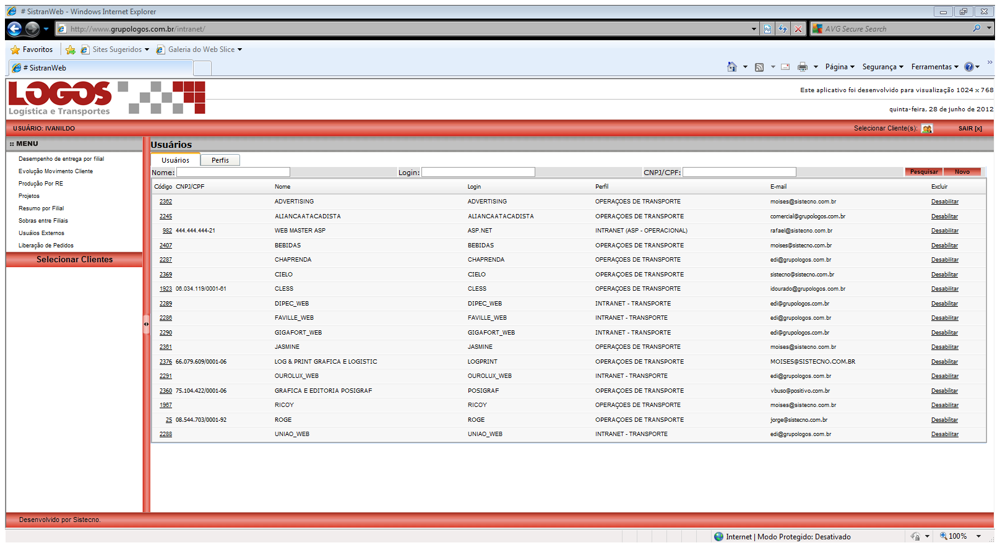 # SistranWeb - Windows Internet Explorer
http://www.grupologos.com.br/intranet/
AVG Secure Search
Favoritos Sites Sugeridos Galeria do Web Slice
# SistranWeb
Página Segurança Ferramentas
LOGOS
Logística e Transportes
Este aplicativo foi desenvolvido para visualização 1024 x 768
quinta-feira, 28 de junho de 2012
USUÁRIO: IVANILDO Selecionar Cliente(s): SAIR [x]
:: MENU
Desempenho de entrega por filial
Evolução Movimento Cliente
Produção Por RE
Projetos
Resumo por Filial
Sobras entre Filiais
Usuáios Externos
Liberação de Pedidos
Selecionar Clientes
Usuários
Usuários Perfis
Nome: Login: CNPJ/CPF: Pesquisar Novo
Código CNPJ/CPF Nome Login Perfil E-mail Excluir
2362 ADVERTISING ADVERTISING OPERAÇOES DE TRANSPORTE moises@sistecno.com.br Desabilitar
2245 ALIANCAATACADISTA ALIANCAATACADISTA OPERAÇOES DE TRANSPORTE comercial@grupologos.com.br Desabilitar
982 444.444.444-21 WEB MASTER ASP ASP.NET INTRANET (ASP - OPERACIONAL) rafael@sistecno.com.br Desabilitar
2407 BEBIDAS BEBIDAS OPERAÇOES DE TRANSPORTE moises@sistecno.com.br Desabilitar
2287 CHAPRENDA CHAPRENDA OPERAÇOES DE TRANSPORTE edi@grupologos.com.br Desabilitar
2369 CIELO CIELO OPERAÇOES DE TRANSPORTE sistecno@sistecno.com.br Desabilitar
1923 06.034.119/0001-61 CLESS CLESS OPERAÇOES DE TRANSPORTE idourado@grupologos.com.br Desabilitar
2289 DIPEC_WEB DIPEC_WEB INTRANET - TRANSPORTE edi@grupologos.com.br Desabilitar
2286 FAVILLE_WEB FAVILLE_WEB INTRANET - TRANSPORTE edi@grupologos.com.br Desabilitar
2290 GIGAFORT_WEB GIGAFORT_WEB INTRANET - TRANSPORTE edi@grupologos.com.br Desabilitar
2361 JASMINE JASMINE OPERAÇOES DE TRANSPORTE moises@sistecno.com.br Desabilitar
2376 66.079.609/0001-06 LOG & PRINT GRAFICA E LOGISTIC LOGPRINT OPERAÇOES DE TRANSPORTE MOISES@SISTECNO.COM.BR Desabilitar
2291 OUROLUX_WEB OUROLUX_WEB INTRANET - TRANSPORTE edi@grupologos.com.br Desabilitar
2360 75.104.422/0001-06 GRAFICA E EDITORIA POSIGRAF POSIGRAF OPERAÇOES DE TRANSPORTE vbuso@positivo.com.br Desabilitar
1967 RICOY RICOY OPERAÇOES DE TRANSPORTE moises@sistecno.com.br Desabilitar
25 08.544.703/0001-92 ROGE ROGE OPERAÇOES DE TRANSPORTE jorge@sistecno.com.br Desabilitar
2288 UNIAO_WEB UNIAO_WEB INTRANET - TRANSPORTE edi@grupologos.com.br Desabilitar
Desenvolvido por Sistecno.
Internet | Modo Protegido: Desativado 100%